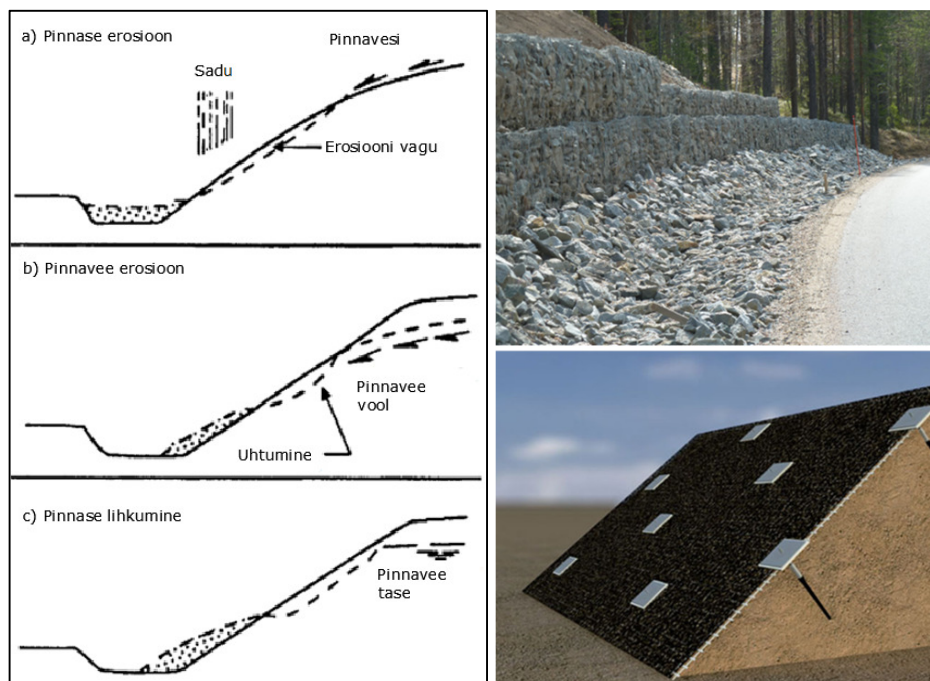 a) Pinnase erosioon
Pinnavesi
Sadu
Erosiooni vagu
b) Pinnavee erosioon
Pinnavee
vool
Uhtumine
c) Pinnase lihkumine
Pinnavee
tase